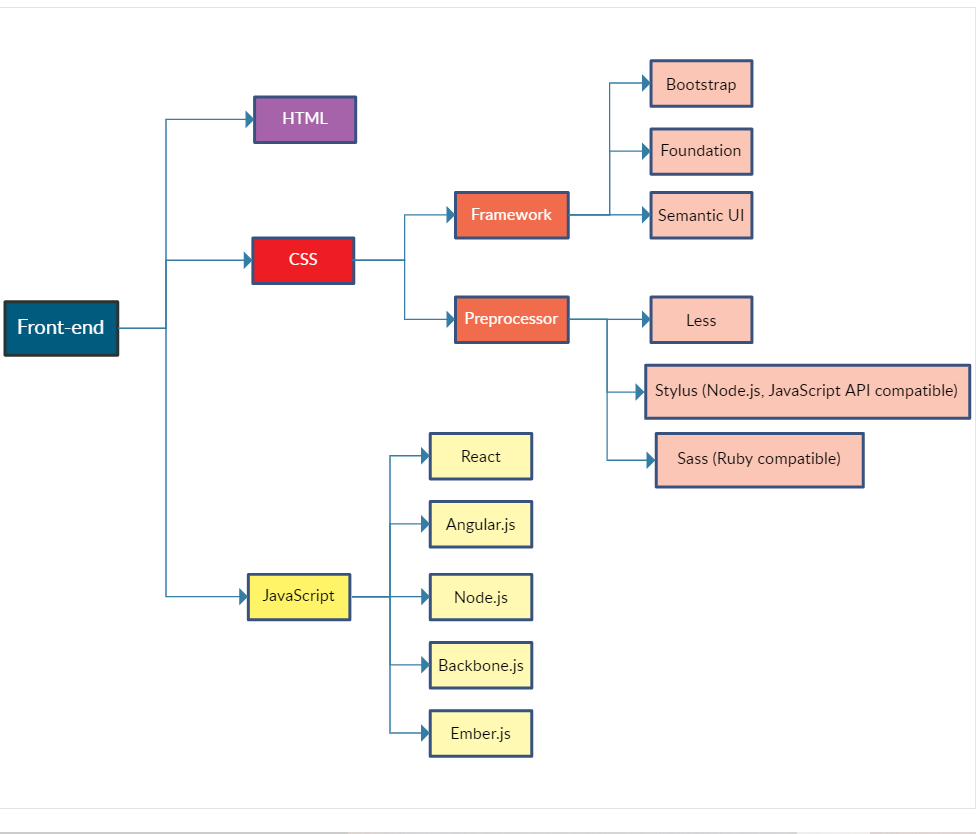 Front-end
HTML
CSS
Framework
Bootstrap
Foundation
Semantic UI
Preprocessor
Less
Stylus (Node.js, JavaScript API compatible)
Sass (Ruby compatible)
JavaScript
React
Angular.js
Node.js
Backbone.js
Ember.js